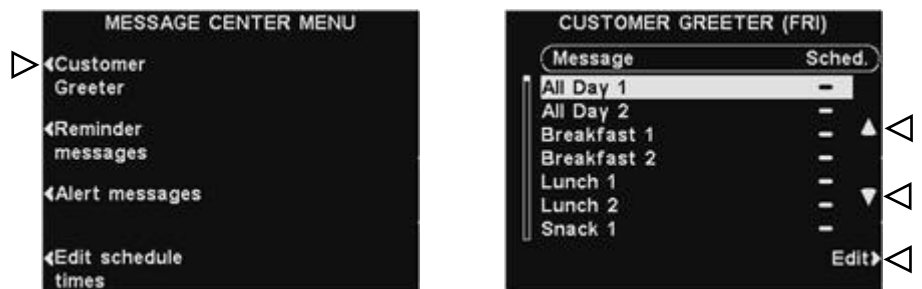 MESSAGE CENTER MENU
Customer
Greeter
Reminder
messages
Alert messages
Edit schedule
times
CUSTOMER GREETER (FRI)
Message Sched.
All Day 1 –
All Day 2 –
Breakfast 1 –
Breakfast 2 –
Lunch 1 –
Lunch 2 –
Snack 1 –
Edit